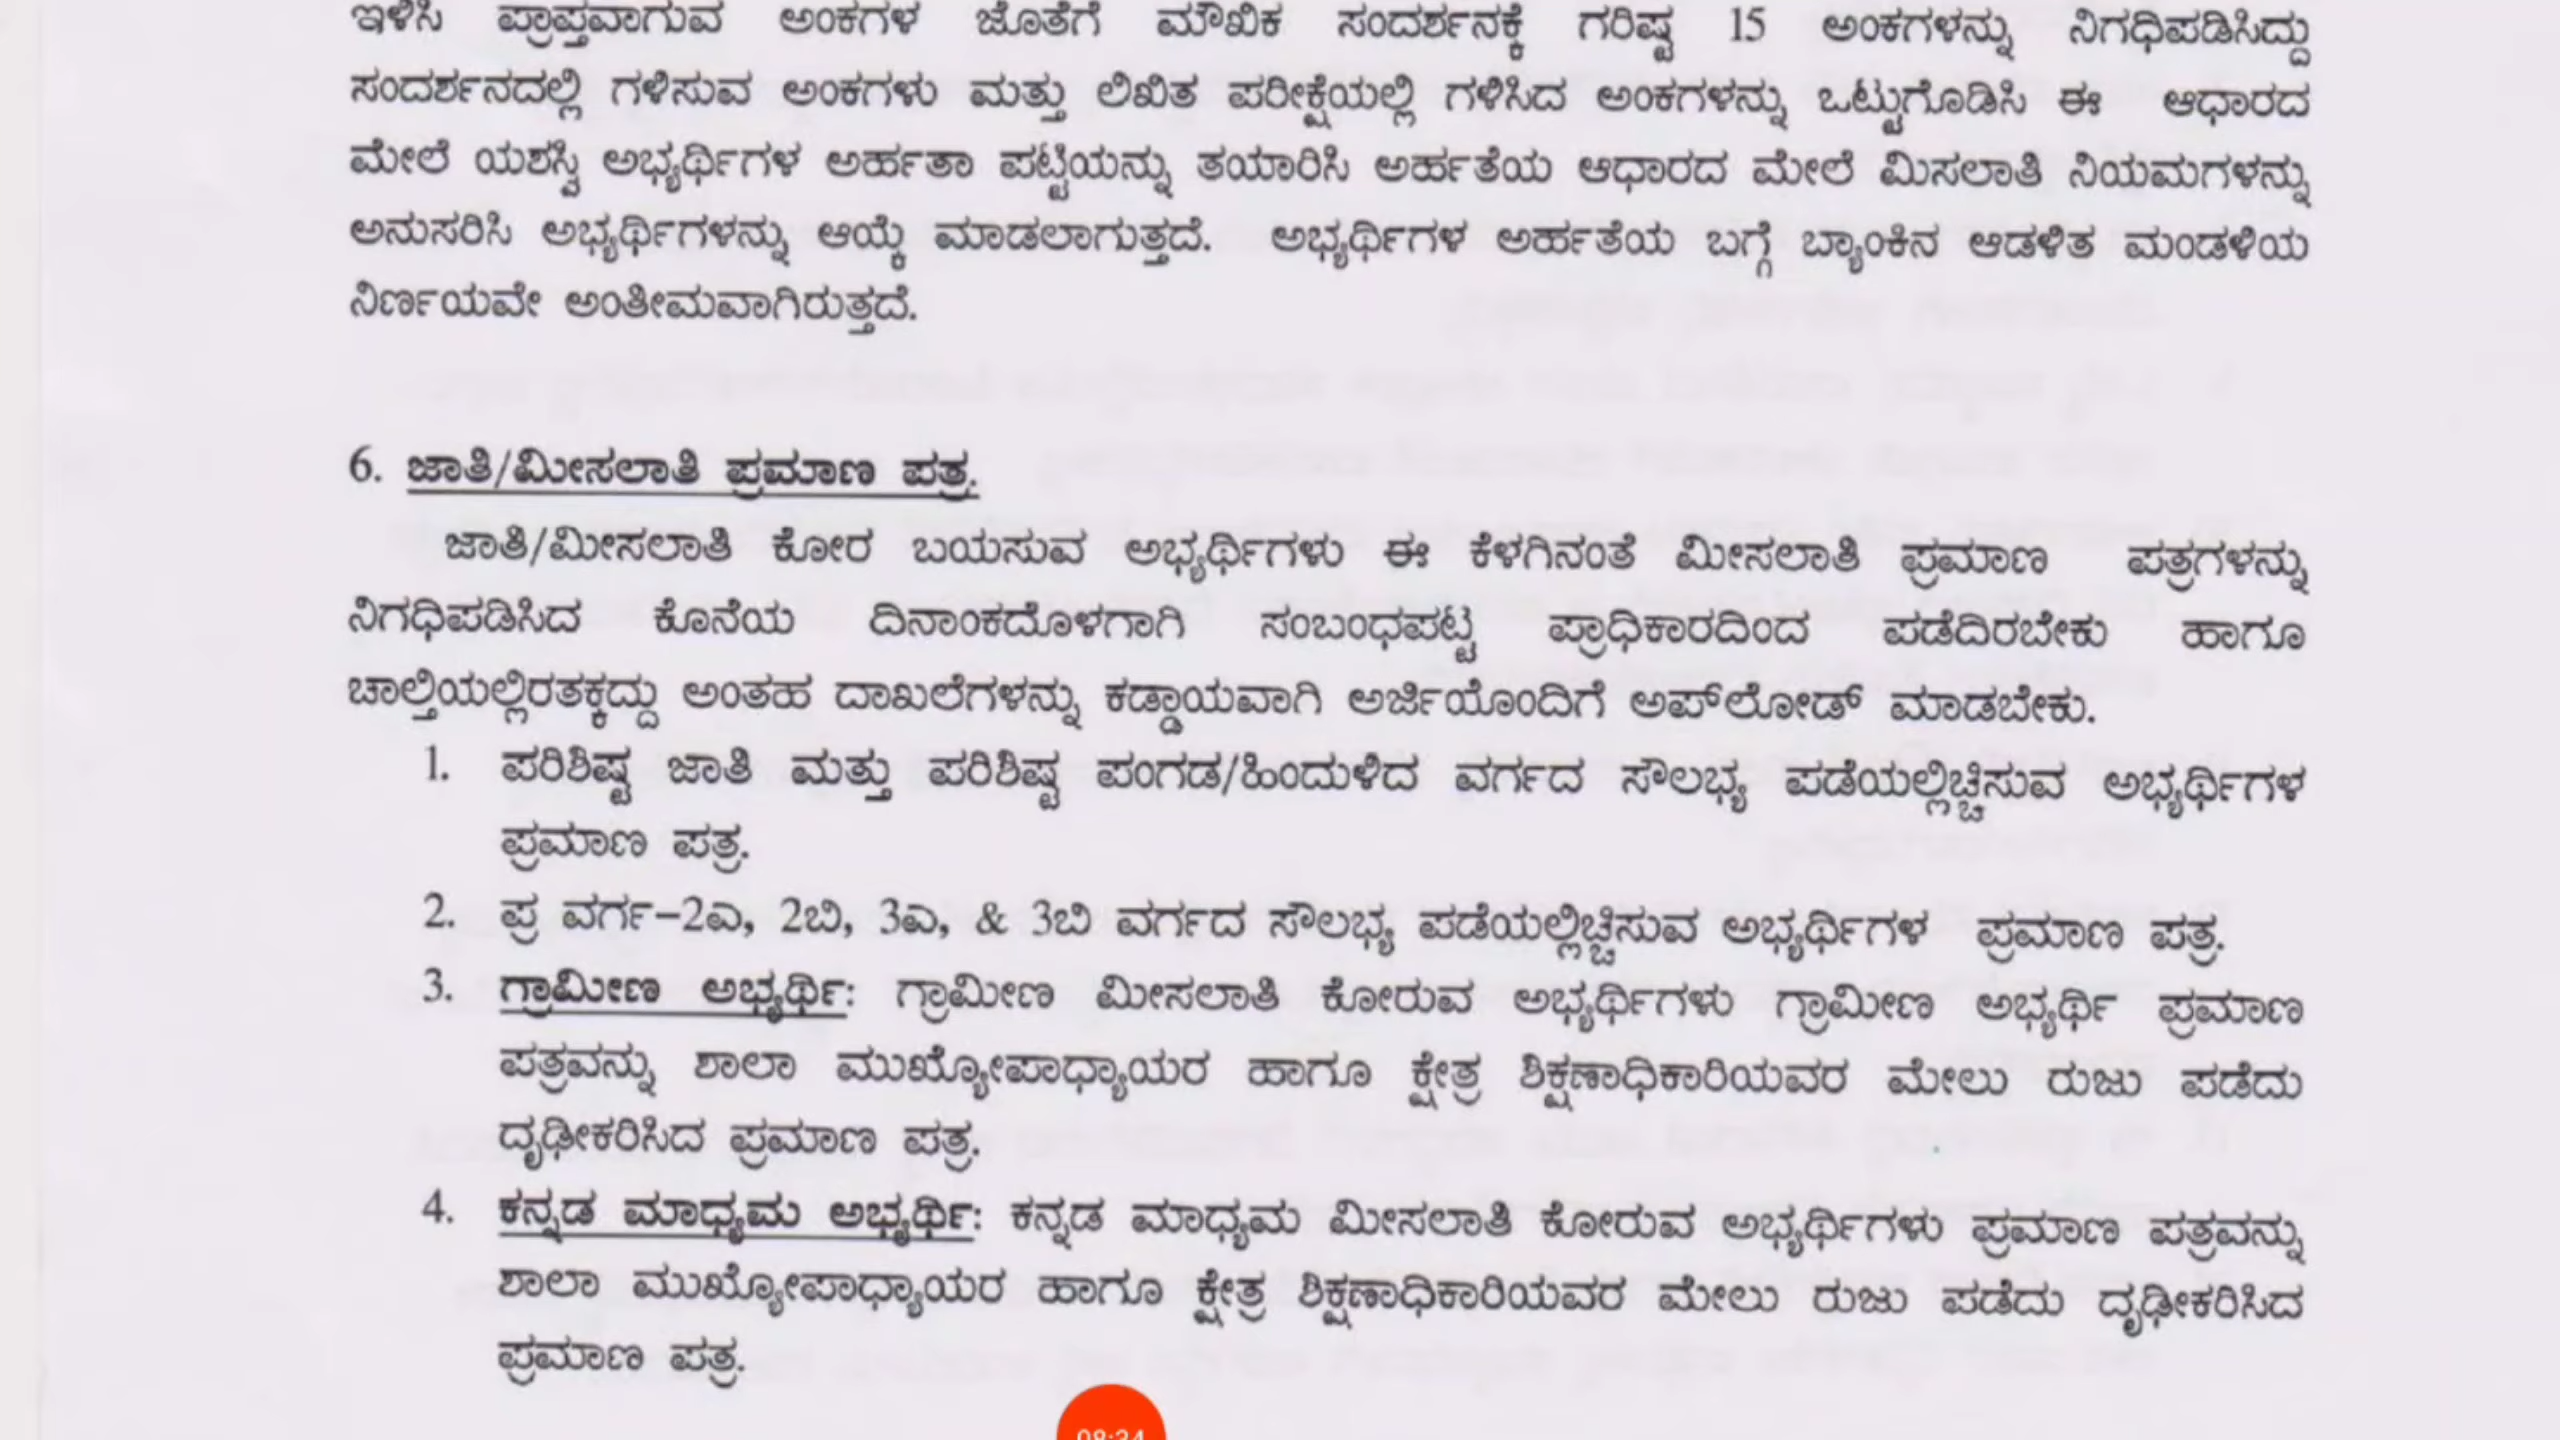 ಇಳಿಸಿ ಪ್ರಾಪ್ತವಾಗುವ ಅಂಕಗಳ ಜೊತೆಗೆ ಮೌಖಿಕ ಸಂದರ್ಶನಕ್ಕೆ ಗರಿಷ್ಟ 15 ಅಂಕಗಳನ್ನು ನಿಗಧಿಪಡಿಸಿದ್ದು
ಸಂದರ್ಶನದಲ್ಲಿ ಗಳಿಸುವ ಅಂಕಗಳು ಮತ್ತು ಲಿಖಿತ ಪರೀಕ್ಷೆಯಲ್ಲಿ ಗಳಿಸಿದ ಅಂಕಗಳನ್ನು ಒಟ್ಟುಗೊಡಿಸಿ ಈ ಆಧಾರದ
ಮೇಲೆ ಯಶಸ್ವಿ ಅಭ್ಯರ್ಥಿಗಳ ಅರ್ಹತಾ ಪಟ್ಟಿಯನ್ನು ತಯಾರಿಸಿ ಅರ್ಹತೆಯ ಆಧಾರದ ಮೇಲೆ ಮಿಸಲಾತಿ ನಿಯಮಗಳನ್ನು
ಅನುಸರಿಸಿ ಅಭ್ಯರ್ಥಿಗಳನ್ನು ಆಯ್ಕೆ ಮಾಡಲಾಗುತ್ತದೆ. ಅಭ್ಯರ್ಥಿಗಳ ಅರ್ಹತೆಯ ಬಗ್ಗೆ ಬ್ಯಾಂಕಿನ ಆಡಳಿತ ಮಂಡಳಿಯ
ನಿರ್ಣಯವೇ ಅಂತೀಮವಾಗಿರುತ್ತದೆ.
6. ಜಾತಿ/ಮೀಸಲಾತಿ ಪ್ರಮಾಣ ಪತ್ರ.
ಜಾತಿ/ಮೀಸಲಾತಿ ಕೋರ ಬಯಸುವ ಅಭ್ಯರ್ಥಿಗಳು ಈ ಕೆಳಗಿನಂತೆ ಮೀಸಲಾತಿ ಪ್ರಮಾಣ ಪತ್ರಗಳನ್ನು
ನಿಗಧಿಪಡಿಸಿದ ಕೊನೆಯ ದಿನಾಂಕದೊಳಗಾಗಿ ಸಂಬಂಧಪಟ್ಟ ಪ್ರಾಧಿಕಾರದಿಂದ ಪಡೆದಿರಬೇಕು ಹಾಗೂ
ಚಾಲ್ತಿಯಲ್ಲಿರತಕ್ಕದ್ದು ಅಂತಹ ದಾಖಲೆಗಳನ್ನು ಕಡ್ಡಾಯವಾಗಿ ಅರ್ಜಿಯೊಂದಿಗೆ ಅಪ್‌ಲೋಡ್ ಮಾಡಬೇಕು.
1. ಪರಿಶಿಷ್ಟ ಜಾತಿ ಮತ್ತು ಪರಿಶಿಷ್ಟ ಪಂಗಡ/ಹಿಂದುಳಿದ ವರ್ಗದ ಸೌಲಭ್ಯ ಪಡೆಯಲ್ಲಿಚ್ಚಿಸುವ ಅಭ್ಯರ್ಥಿಗಳ
ಪ್ರಮಾಣ ಪತ್ರ.
2. ಪ್ರ ವರ್ಗ–2ಎ, 2ಬಿ, 3ಎ, & 3ಬಿ ವರ್ಗದ ಸೌಲಭ್ಯ ಪಡೆಯಲ್ಲಿಚ್ಚಿಸುವ ಅಭ್ಯರ್ಥಿಗಳ ಪ್ರಮಾಣ ಪತ್ರ.
3. ಗ್ರಾಮೀಣ ಅಭ್ಯರ್ಥಿ: ಗ್ರಾಮೀಣ ಮೀಸಲಾತಿ ಕೋರುವ ಅಭ್ಯರ್ಥಿಗಳು ಗ್ರಾಮೀಣ ಅಭ್ಯರ್ಥಿ ಪ್ರಮಾಣ
ಪತ್ರವನ್ನು ಶಾಲಾ ಮುಖ್ಯೋಪಾಧ್ಯಾಯರ ಹಾಗೂ ಕ್ಷೇತ್ರ ಶಿಕ್ಷಣಾಧಿಕಾರಿಯವರ ಮೇಲು ರುಜು ಪಡೆದು
ದೃಢೀಕರಿಸಿದ ಪ್ರಮಾಣ ಪತ್ರ.
4. ಕನ್ನಡ ಮಾಧ್ಯಮ ಅಭ್ಯರ್ಥಿ: ಕನ್ನಡ ಮಾಧ್ಯಮ ಮೀಸಲಾತಿ ಕೋರುವ ಅಭ್ಯರ್ಥಿಗಳು ಪ್ರಮಾಣ ಪತ್ರವನ್ನು
ಶಾಲಾ ಮುಖ್ಯೋಪಾಧ್ಯಾಯರ ಹಾಗೂ ಕ್ಷೇತ್ರ ಶಿಕ್ಷಣಾಧಿಕಾರಿಯವರ ಮೇಲು ರುಜು ಪಡೆದು ದೃಢೀಕರಿಸಿದ
ಪ್ರಮಾಣ ಪತ್ರ.
08:34